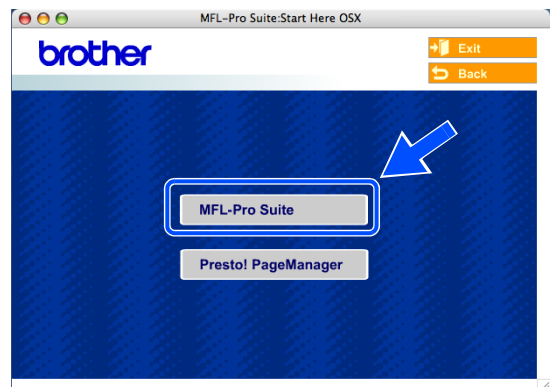 MFL-Pro Suite:Start Here OSX
brother
Exit
Back
MFL-Pro Suite
Presto! PageManager